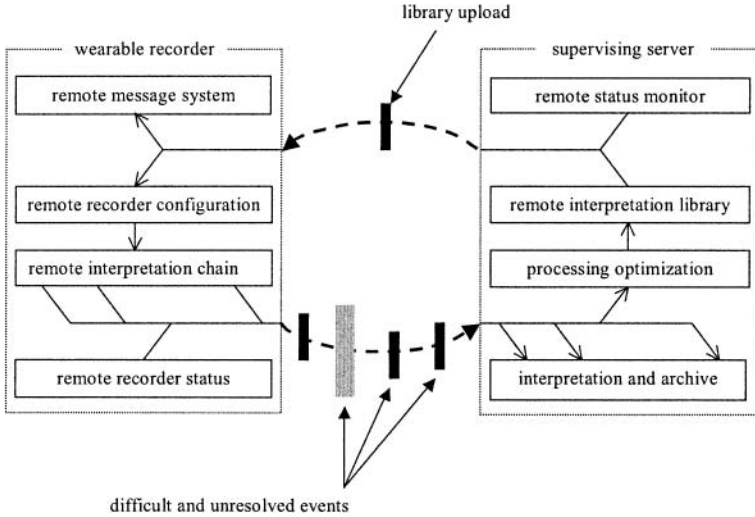 library upload
wearable recorder
supervising server
remote message system
remote status monitor
remote recorder configuration
remote interpretation library
remote interpretation chain
processing optimization
remote recorder status
interpretation and archive
difficult and unresolved events